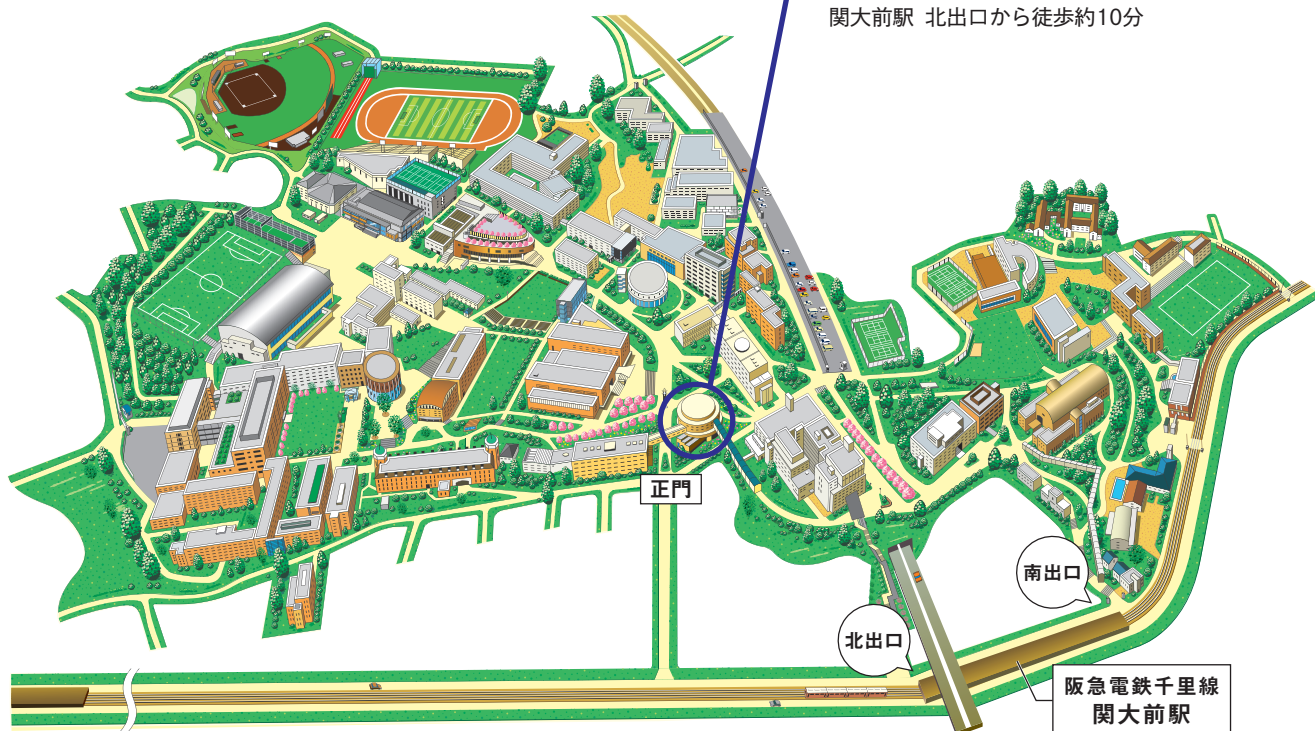 関大前駅 北出口から徒歩約10分
正門
南出口
北出口
阪急電鉄千里線
関大前駅